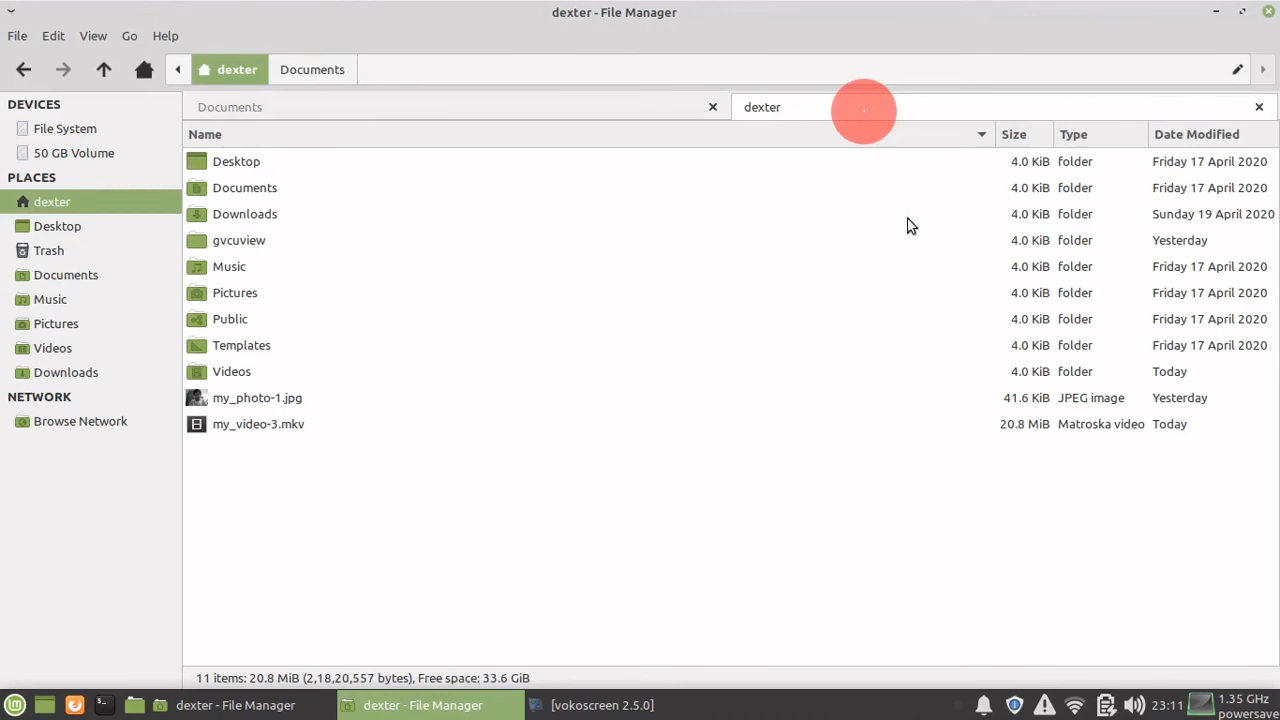 dexter - File Manager
File Edit View Go Help
dexter Documents
DEVICES
File System
50 GB Volume
PLACES
dexter
Desktop
Trash
Documents
Music
Pictures
Videos
Downloads
NETWORK
Browse Network
Documents dexter
Name Size Type Date Modified
Desktop 4.0 KiB folder Friday 17 April 2020
Documents 4.0 KiB folder Friday 17 April 2020
Downloads 4.0 KiB folder Sunday 19 April 2020
gvcuview 4.0 KiB folder Yesterday
Music 4.0 KiB folder Friday 17 April 2020
Pictures 4.0 KiB folder Friday 17 April 2020
Public 4.0 KiB folder Friday 17 April 2020
Templates 4.0 KiB folder Friday 17 April 2020
Videos 4.0 KiB folder Today
my_photo-1.jpg 41.6 KiB JPEG image Yesterday
my_video-3.mkv 20.8 MiB Matroska video Today
11 items: 20.8 MiB (2,18,20,557 bytes), Free space: 33.6 GiB
dexter - File Manager dexter - File Manager [vokoscreen 2.5.0] 23:11 1.35 GHz
powersave